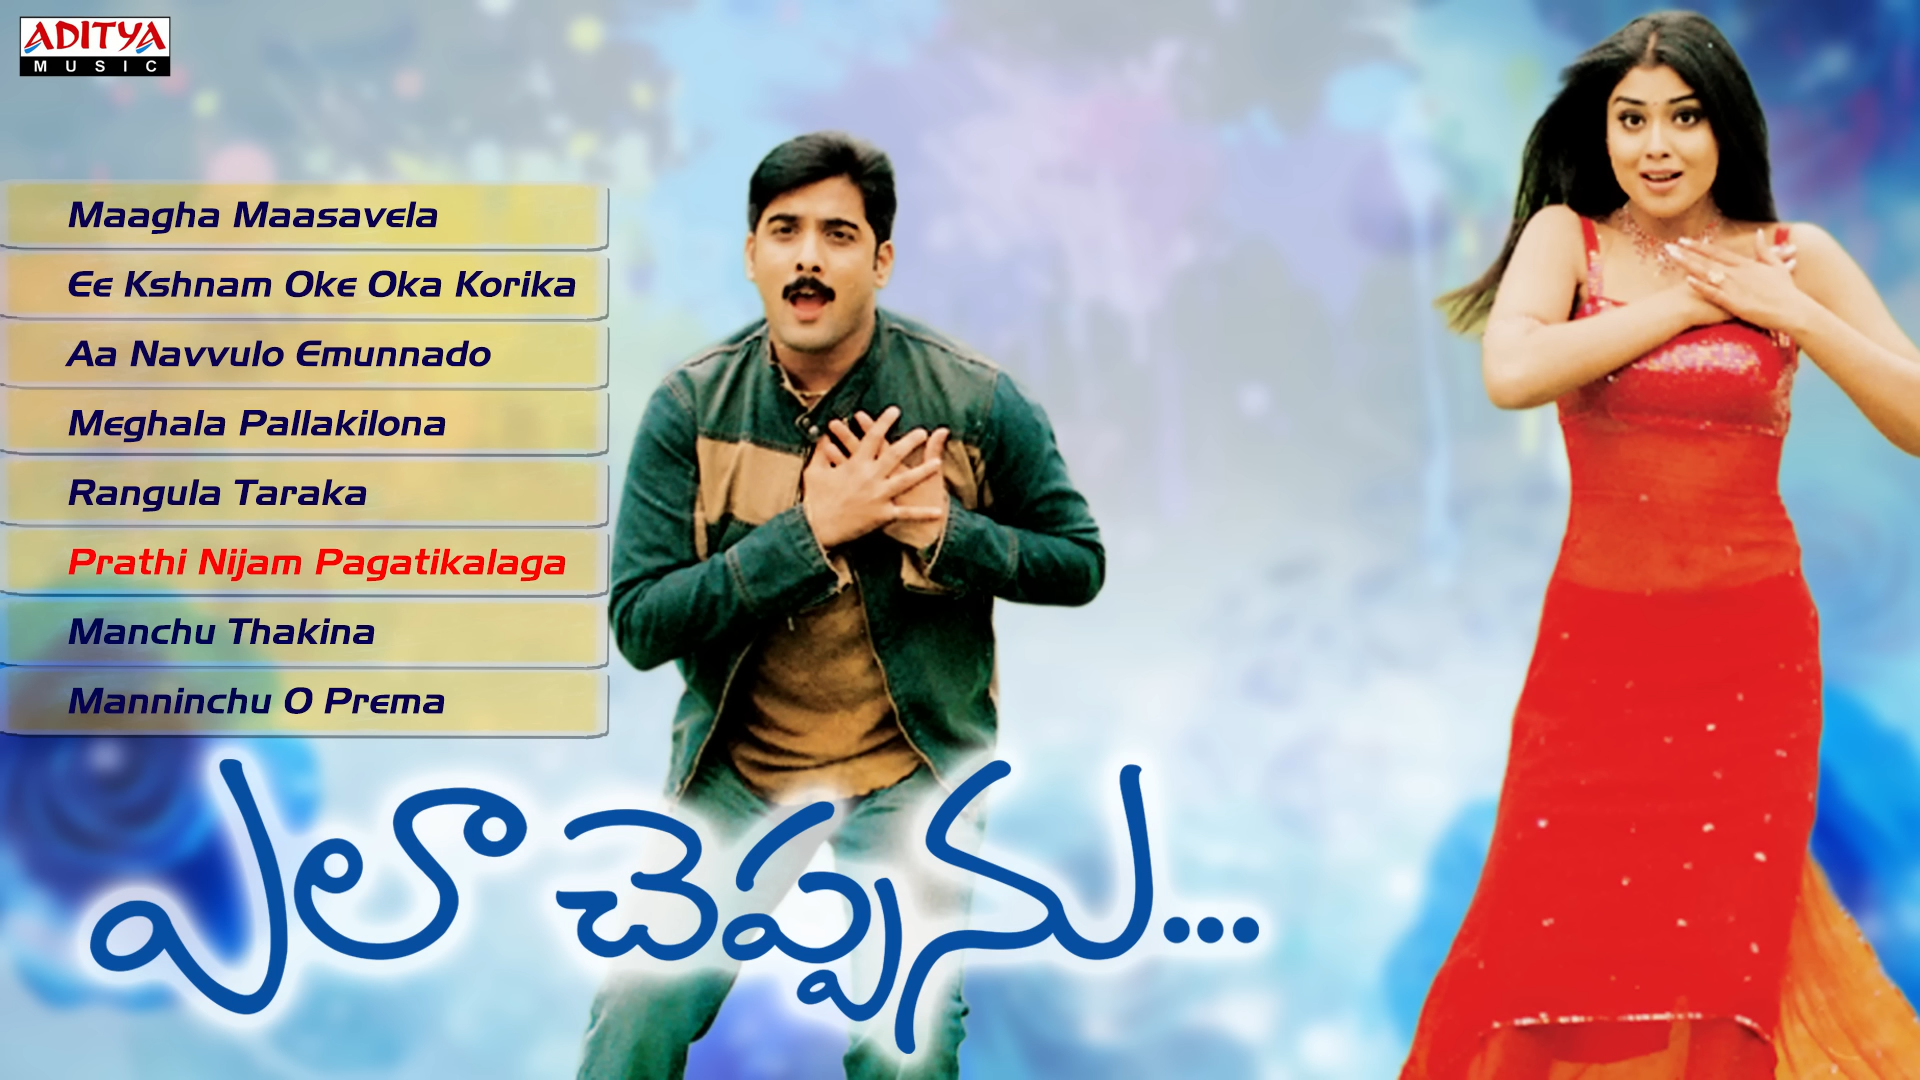 ADITYA
MUSIC
Maagha Maasavela
Ee Kshnam Oke Oka Korika
Aa Navvulo Emunnado
Meghala Pallakilona
Rangula Taraka
Prathi Nijam Pagatikalaga
Manchu Thakina
Manninchu O Prema
ఎలా చెప్పను...